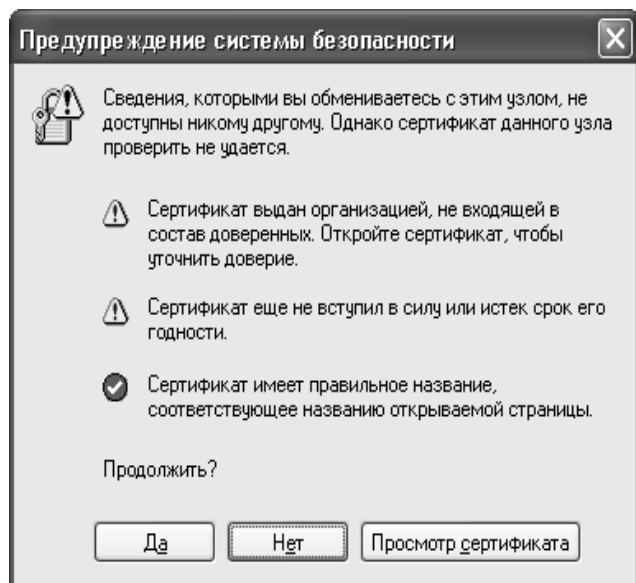 Предупреждение системы безопасности
Сведения, которыми вы обмениваетесь с этим узлом, не
доступны никому другому. Однако сертификат данного узла
проверить не удается.
Сертификат выдан организацией, не входящей в
состав доверенных. Откройте сертификат, чтобы
уточнить доверие.
Сертификат еще не вступил в силу или истек срок его
годности.
Сертификат имеет правильное название,
соответствующее названию открываемой страницы.
Продолжить?
Да Нет Просмотр сертификата